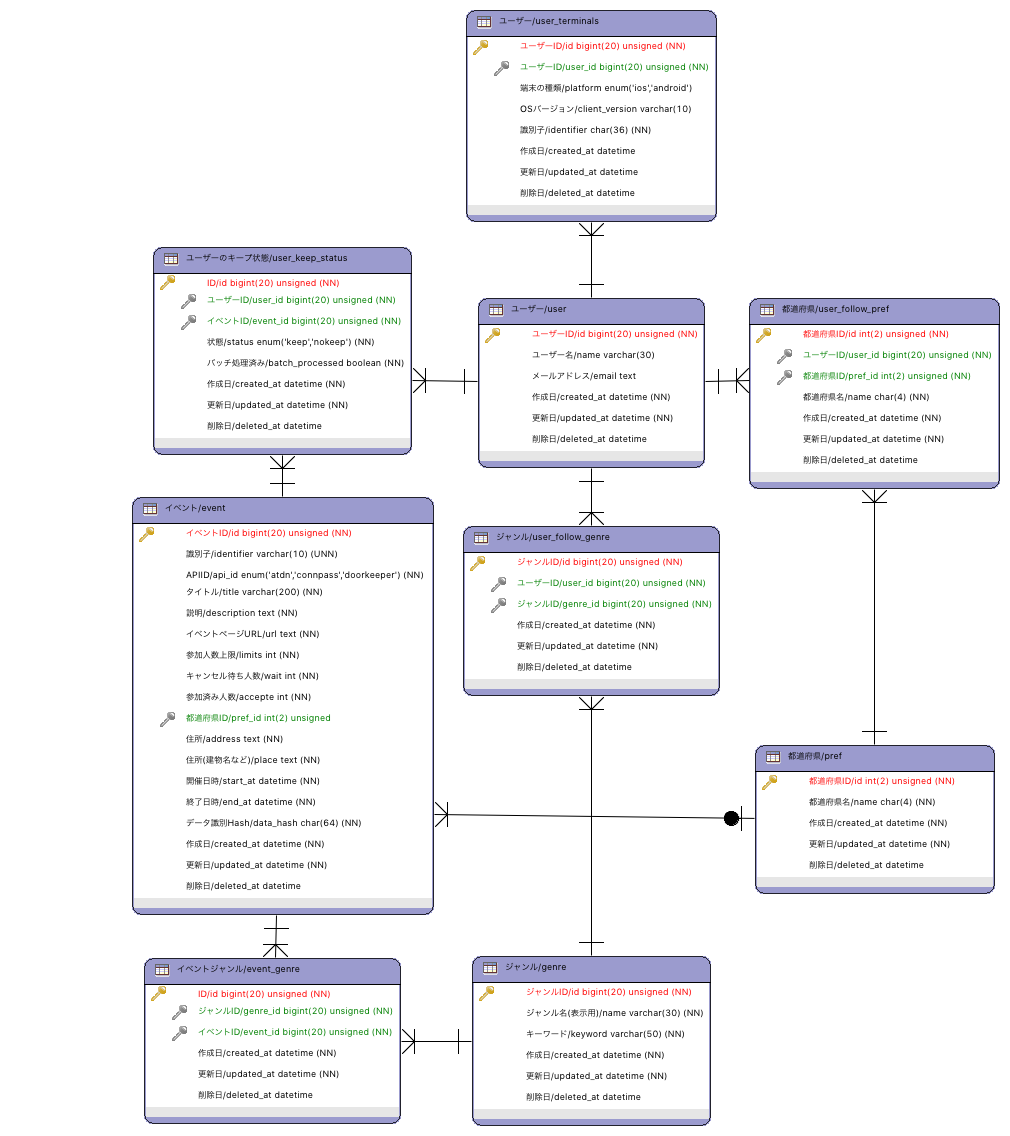 ユーザー/user_terminals
ユーザーID/id bigint(20) unsigned (NN)
ユーザーID/user_id bigint(20) unsigned (NN)
端末の種類/platform enum('ios','android')
OSバージョン/client_version varchar(10)
識別子/identifier char(36) (NN)
作成日/created_at datetime
更新日/updated_at datetime
削除日/deleted_at datetime
ユーザーのキープ状態/user_keep_status
ID/id bigint(20) unsigned (NN)
ユーザーID/user_id bigint(20) unsigned (NN)
イベントID/event_id bigint(20) unsigned (NN)
状態/status enum('keep','nokeep') (NN)
バッチ処理済み/batch_processed boolean (NN)
作成日/created_at datetime (NN)
更新日/updated_at datetime (NN)
削除日/deleted_at datetime
ユーザー/user
ユーザーID/id bigint(20) unsigned (NN)
ユーザー名/name varchar(30)
メールアドレス/email text
作成日/created_at datetime (NN)
更新日/updated_at datetime (NN)
削除日/deleted_at datetime
都道府県/user_follow_pref
都道府県ID/id int(2) unsigned (NN)
ユーザーID/user_id bigint(20) unsigned (NN)
都道府県ID/pref_id int(2) unsigned (NN)
都道府県名/name char(4) (NN)
作成日/created_at datetime (NN)
更新日/updated_at datetime (NN)
削除日/deleted_at datetime
イベント/event
イベントID/id bigint(20) unsigned (NN)
識別子/identifier varchar(10) (UNN)
APIID/api_id enum('atdn','connpass','doorkeeper') (NN)
タイトル/title varchar(200) (NN)
説明/description text (NN)
イベントページURL/url text (NN)
参加人数上限/limits int (NN)
キャンセル待ち人数/wait int (NN)
参加済み人数/accepte int (NN)
都道府県ID/pref_id int(2) unsigned
住所/address text (NN)
住所(建物名など)/place text (NN)
開催日時/start_at datetime (NN)
終了日時/end_at datetime (NN)
データ識別Hash/data_hash char(64) (NN)
作成日/created_at datetime (NN)
更新日/updated_at datetime (NN)
削除日/deleted_at datetime
ジャンル/user_follow_genre
ジャンルID/id bigint(20) unsigned (NN)
ユーザーID/user_id bigint(20) unsigned (NN)
ジャンルID/genre_id bigint(20) unsigned (NN)
作成日/created_at datetime (NN)
更新日/updated_at datetime (NN)
削除日/deleted_at datetime
都道府県/pref
都道府県ID/id int(2) unsigned (NN)
都道府県名/name char(4) (NN)
作成日/created_at datetime (NN)
更新日/updated_at datetime (NN)
削除日/deleted_at datetime
イベントジャンル/event_genre
ID/id bigint(20) unsigned (NN)
ジャンルID/genre_id bigint(20) unsigned (NN)
イベントID/event_id bigint(20) unsigned (NN)
作成日/created_at datetime (NN)
更新日/updated_at datetime (NN)
削除日/deleted_at datetime
ジャンル/genre
ジャンルID/id bigint(20) unsigned (NN)
ジャンル名(表示用)/name varchar(30) (NN)
キーワード/keyword varchar(50) (NN)
作成日/created_at datetime (NN)
更新日/updated_at datetime (NN)
削除日/deleted_at datetime